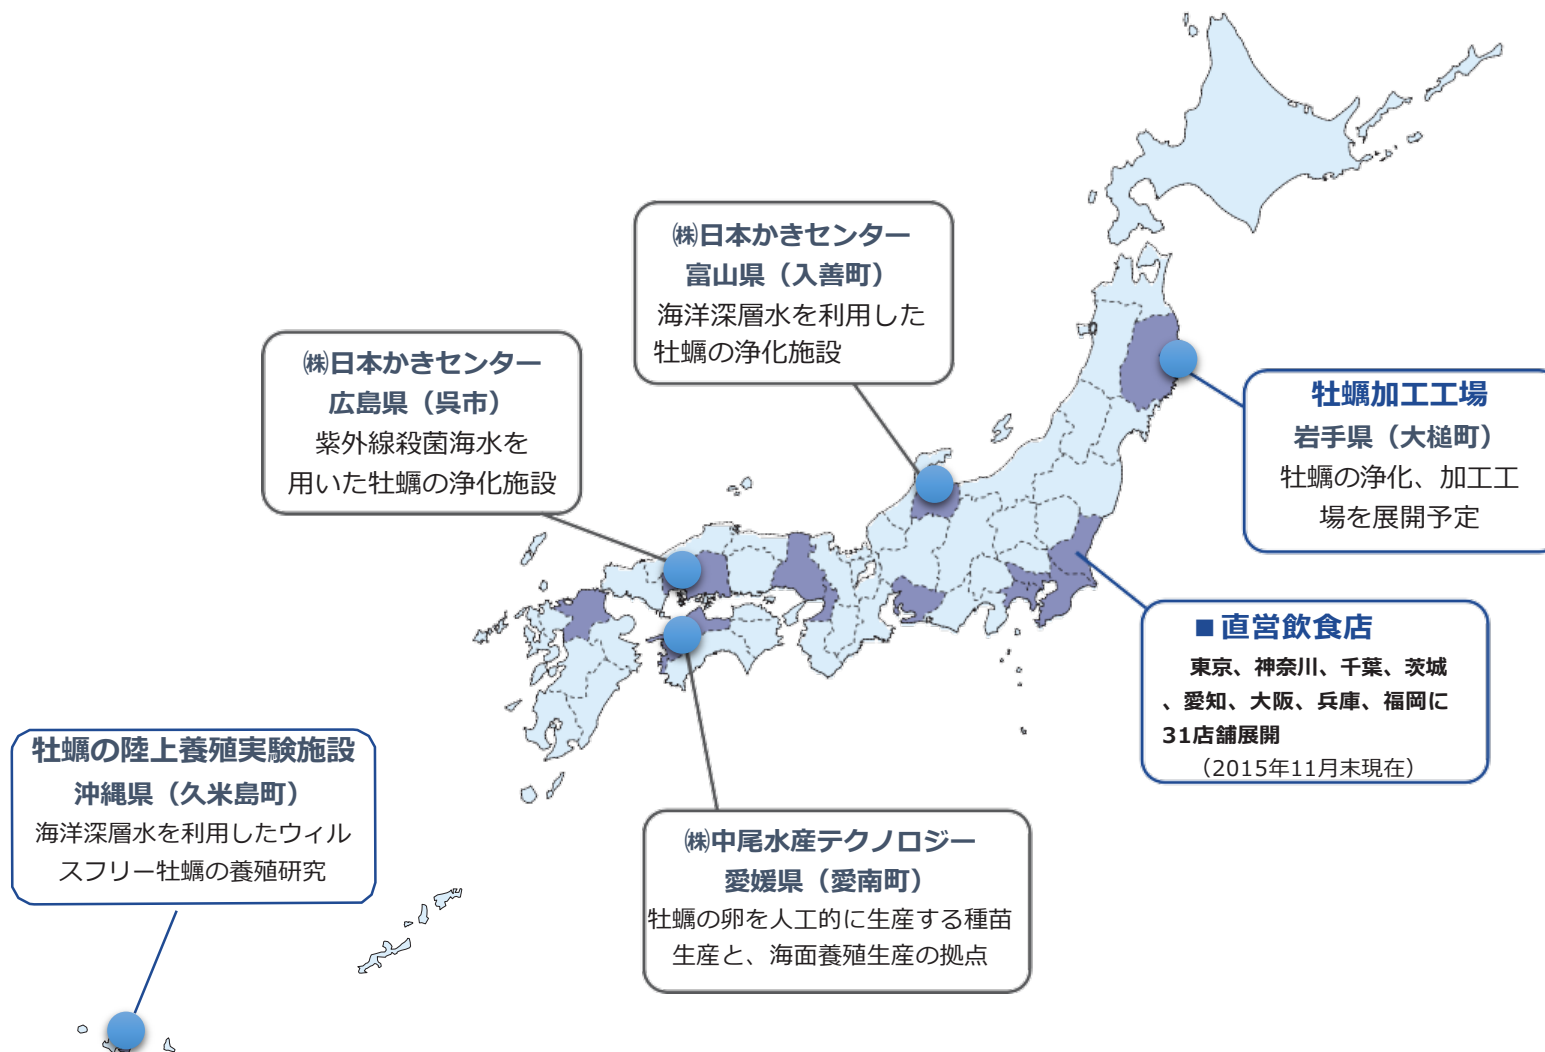 ㈱日本かきセンター
富山県（入善町）
海洋深層水を利用した
牡蠣の浄化施設
㈱日本かきセンター
広島県（呉市）
紫外線殺菌海水を
用いた牡蠣の浄化施設
牡蠣加工工場
岩手県（大槌町）
牡蠣の浄化、加工工
場を展開予定
■直営飲食店
東京、神奈川、千葉、茨城
、愛知、大阪、兵庫、福岡に
31店舗展開
（2015年11月末現在）
牡蠣の陸上養殖実験施設
沖縄県（久米島町）
海洋深層水を利用したウィル
スフリー牡蠣の養殖研究
㈱中尾水産テクノロジー
愛媛県（愛南町）
牡蠣の卵を人工的に生産する種苗
生産と、海面養殖生産の拠点